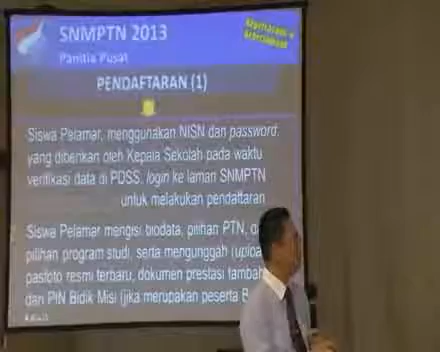 SNMPTN 2013
Panitia Pusat
PENDAFTARAN (1)
Siswa Pelamar, menggunakan NISN dan password
yang diberikan oleh Kepala Sekolah pada waktu
verifikasi data di PDSS, login ke laman SNMPTN
untuk melakukan pendaftaran
Siswa Pelamar mengisi biodata, pilihan PTN,
pilihan program studi, serta mengunggah (uploa
pasfoto resmi terbaru, dokumen prestasi tambah
dan PIN Bidik Misi (jika merupakan peserta B